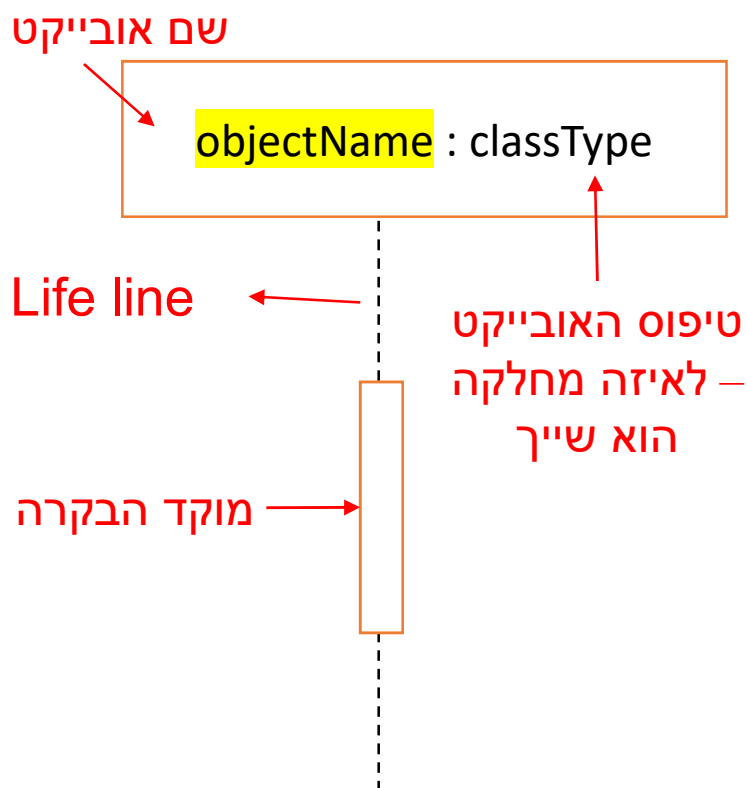 שם אובייקט
objectName : classType
Life line
טיפוס האובייקט
– לאיזה מחלקה
הוא שייך
מוקד הבקרה